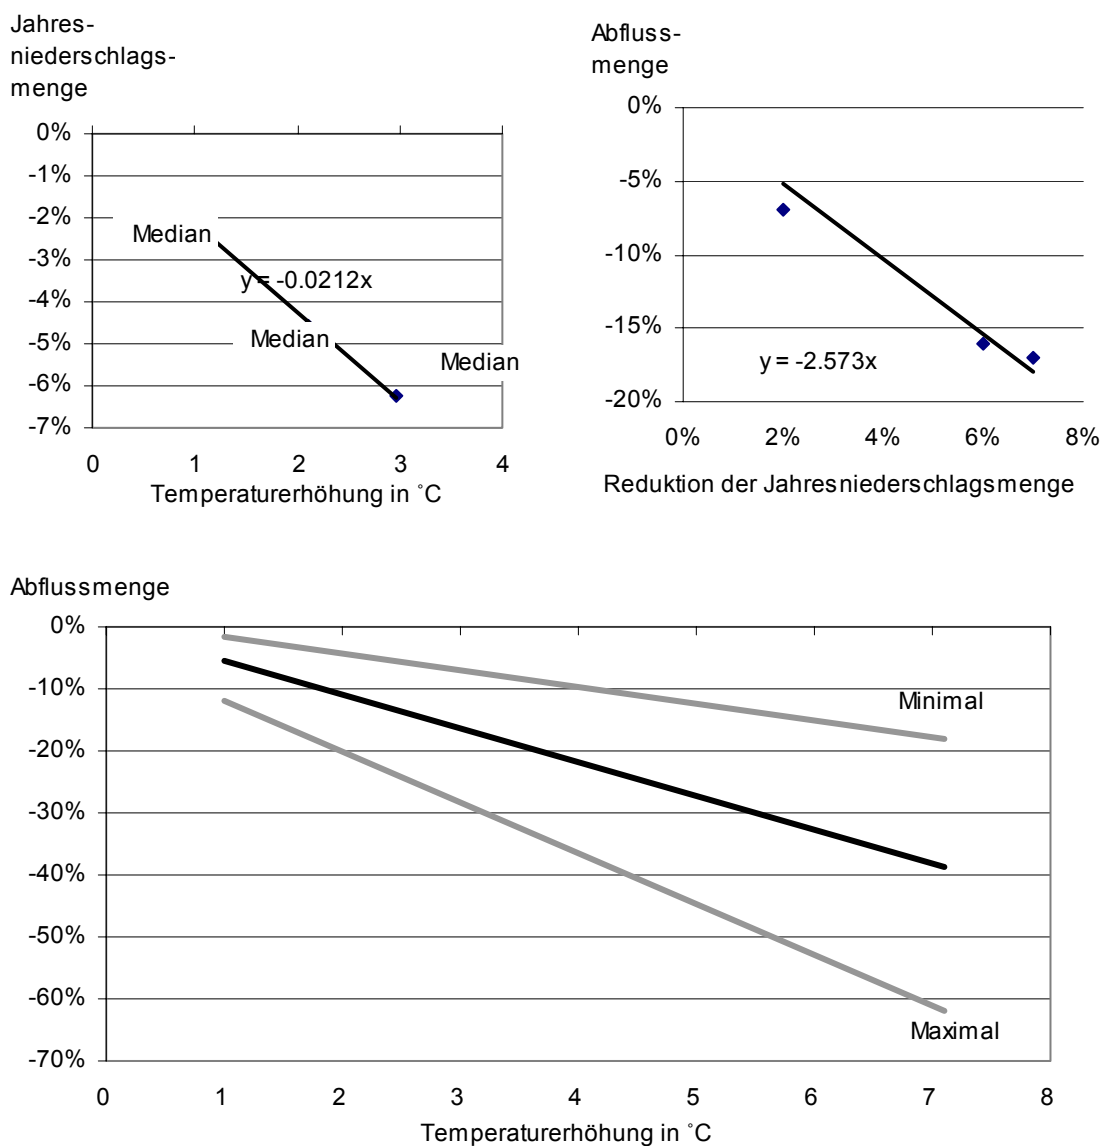 Jahres-
niederschlags-
menge
0%
-1%
-2%
-3%
-4%
-5%
-6%
-7%
Median
y = -0.0212x
Median
Median
0 1 2 3 4
Temperaturerhöhung in °C
Abfluss-
menge
0%
-5%
-10%
-15%
-20%
y = -2.573x
0% 2% 4% 6% 8%
Reduktion der Jahresniederschlagsmenge
Abflussmenge
0%
-10%
-20%
-30%
-40%
-50%
-60%
-70%
Minimal
Maximal
0 1 2 3 4 5 6 7 8
Temperaturerhöhung in °C